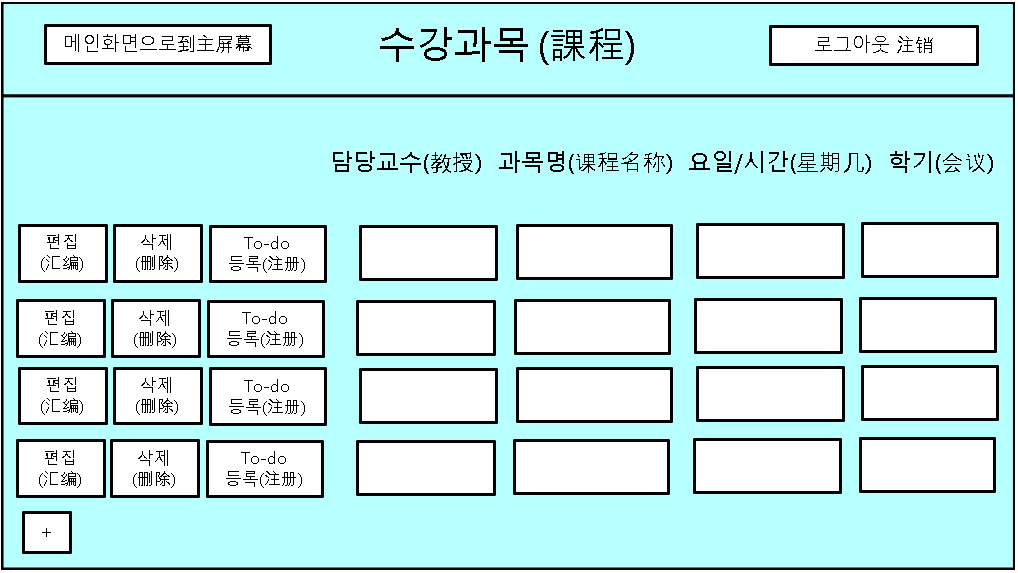 메인화면으로到主屏幕
수강과목 (課程)
로그아웃 注销
담당교수(教授) 과목명(课程名称) 요일/시간(星期几) 학기(会议)
편집
(汇编)
삭제
(删除)
To-do
등록(注册)
편집
(汇编)
삭제
(删除)
To-do
등록(注册)
편집
(汇编)
삭제
(删除)
To-do
등록(注册)
편집
(汇编)
삭제
(删除)
To-do
등록(注册)
+